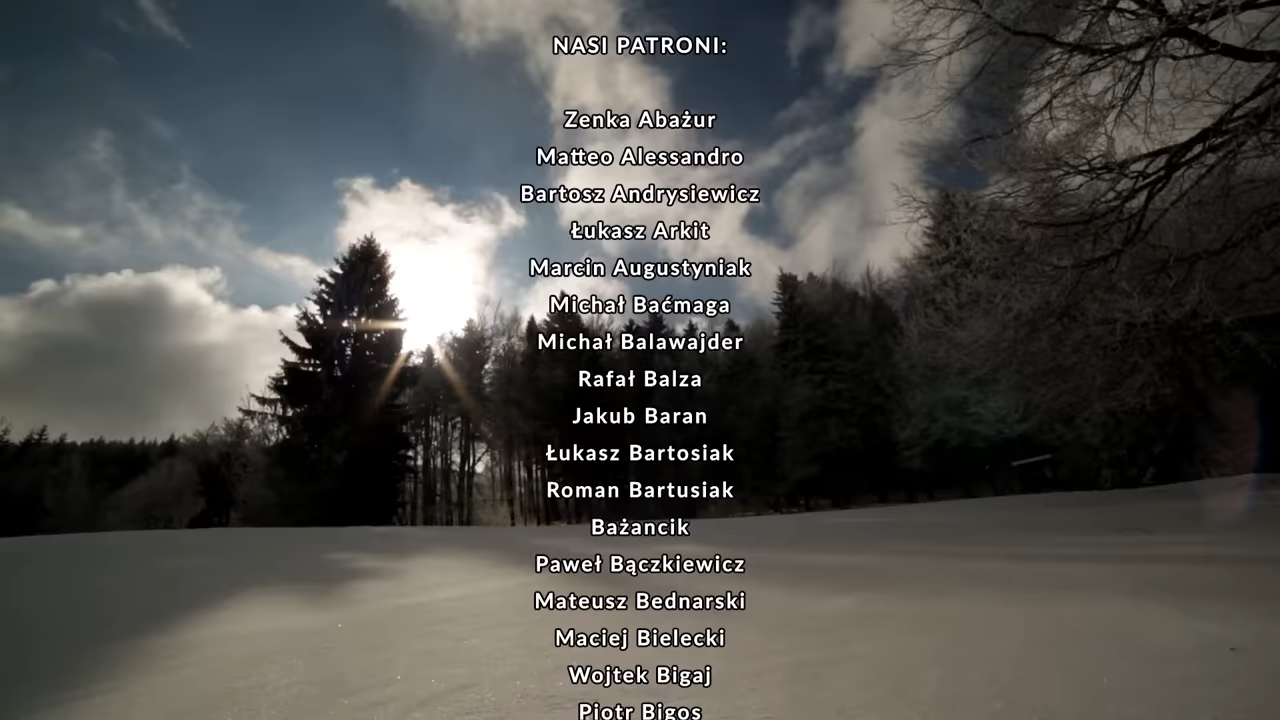 NASI PATRONI:
Zenka Abażur
Matteo Alessandro
Bartosz Andrysiewicz
Łukasz Arkit
Marcin Augustyniak
Michał Baćmaga
Michał Balawajder
Rafał Balza
Jakub Baran
Łukasz Bartosiak
Roman Bartusiak
Bażancik
Paweł Bączkiewicz
Mateusz Bednarski
Maciej Bielecki
Wojtek Bigaj
Piotr Bigos